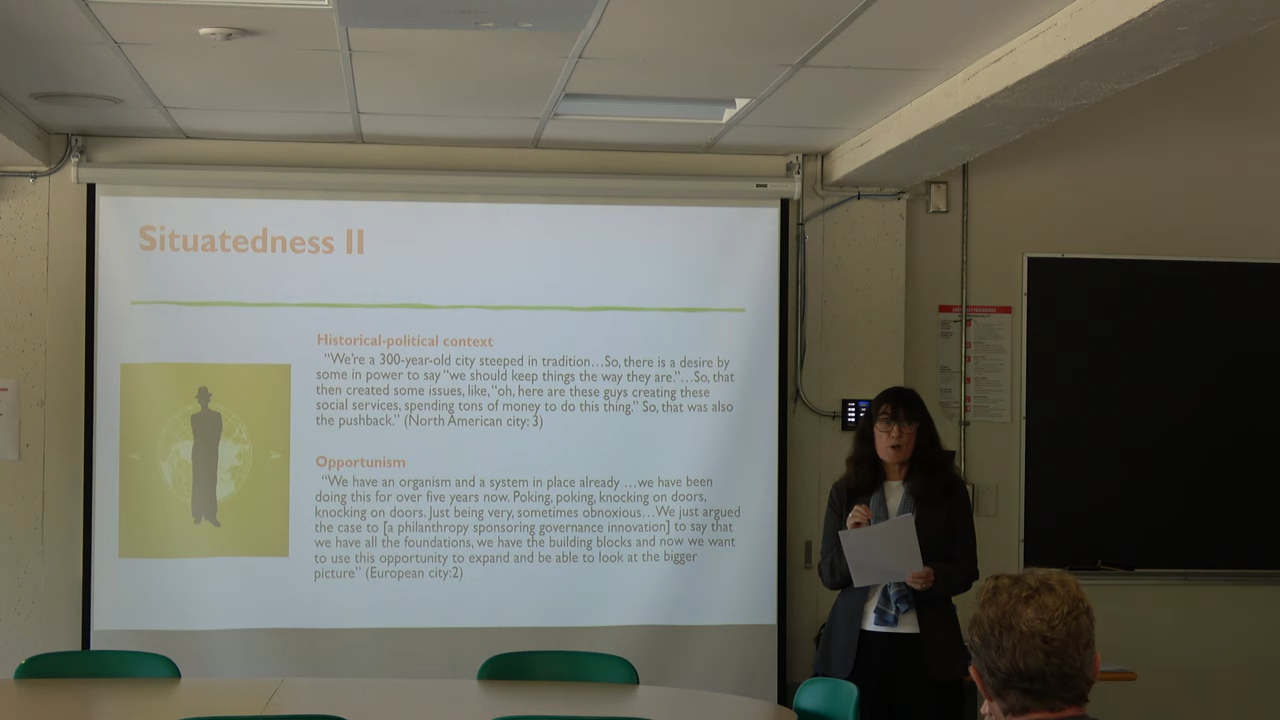 Situatedness II
Historical-political context
“We’re a 300-year-old city steeped in tradition…So, there is a desire by
some in power to say “we should keep things the way they are.”…So, that
then created some issues, like, “oh, here are these guys creating these
social services, spending tons of money to do this thing.” So, that was also
the pushback.” (North American city: 3)
Opportunism
“We have an organism and a system in place already …we have been
doing this for over five years now. Poking, poking, knocking on doors,
knocking on doors. Just being very, sometimes obnoxious…We just argued
the case to [a philanthropy sponsoring governance innovation] to say that
we have all the foundations, we have the building blocks and now we want
to use this opportunity to expand and be able to look at the bigger
picture” (European city:2)